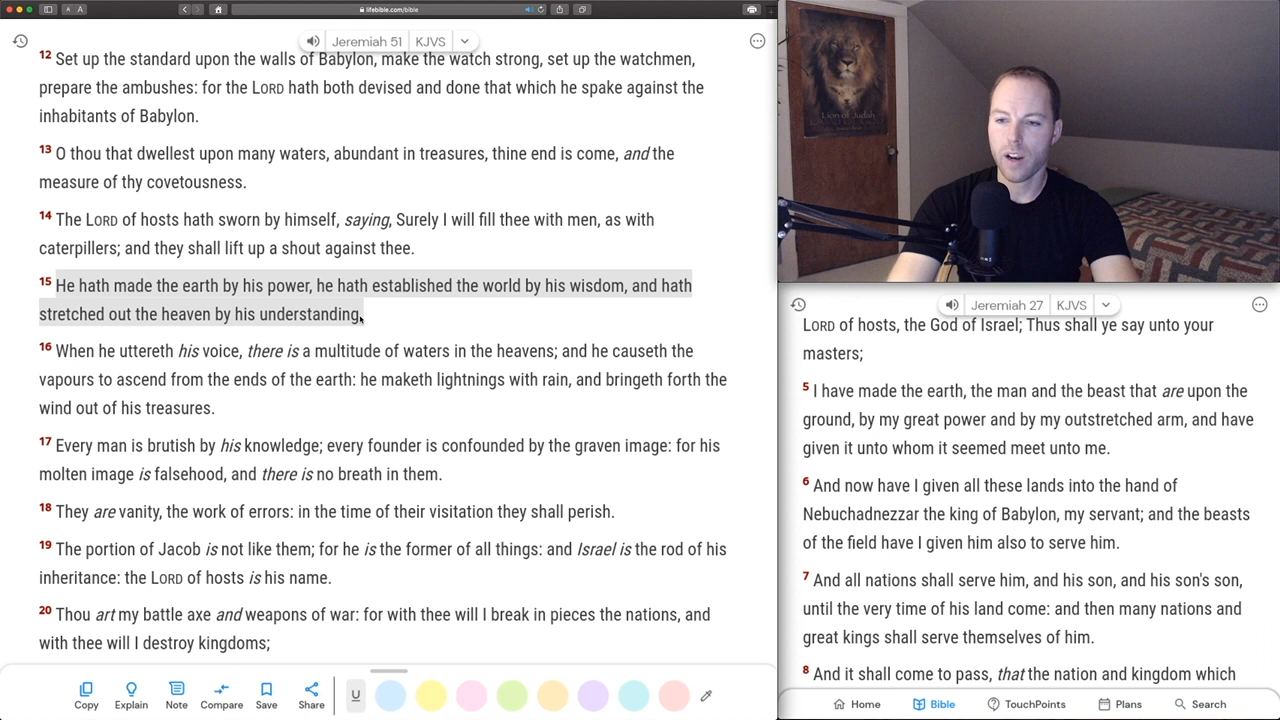 A A
lifebible.com/bible
Jeremiah 51 KJVS
12 Set up the standard upon the walls of Babylon, make the watch strong, set up the watchmen,
prepare the ambushes: for the LORD hath both devised and done that which he spake against the
inhabitants of Babylon.
13 O thou that dwellest upon many waters, abundant in treasures, thine end is come, and the
measure of thy covetousness.
14 The LORD of hosts hath sworn by himself, saying, Surely I will fill thee with men, as with
caterpillers; and they shall lift up a shout against thee.
15 He hath made the earth by his power, he hath established the world by his wisdom, and hath
stretched out the heaven by his understanding.
16 When he uttereth his voice, there is a multitude of waters in the heavens; and he causeth the
vapours to ascend from the ends of the earth: he maketh lightnings with rain, and bringeth forth the
wind out of his treasures.
17 Every man is brutish by his knowledge; every founder is confounded by the graven image: for his
molten image is falsehood, and there is no breath in them.
18 They are vanity, the work of errors: in the time of their visitation they shall perish.
19 The portion of Jacob is not like them; for he is the former of all things: and Israel is the rod of his
inheritance: the LORD of hosts is his name.
20 Thou art my battle axe and weapons of war: for with thee will I break in pieces the nations, and
with thee will I destroy kingdoms;
Copy Explain Note Compare Save Share U
Lion of Judah
Jeremiah 27 KJVS
LORD of hosts, the God of Israel; Thus shall ye say unto your
masters;
5 I have made the earth, the man and the beast that are upon the
ground, by my great power and by my outstretched arm, and have
given it unto whom it seemed meet unto me.
6 And now have I given all these lands into the hand of
Nebuchadnezzar the king of Babylon, my servant; and the beasts
of the field have I given him also to serve him.
7 And all nations shall serve him, and his son, and his son's son,
until the very time of his land come: and then many nations and
great kings shall serve themselves of him.
8 And it shall come to pass, that the nation and kingdom which
Home Bible TouchPoints Plans Search